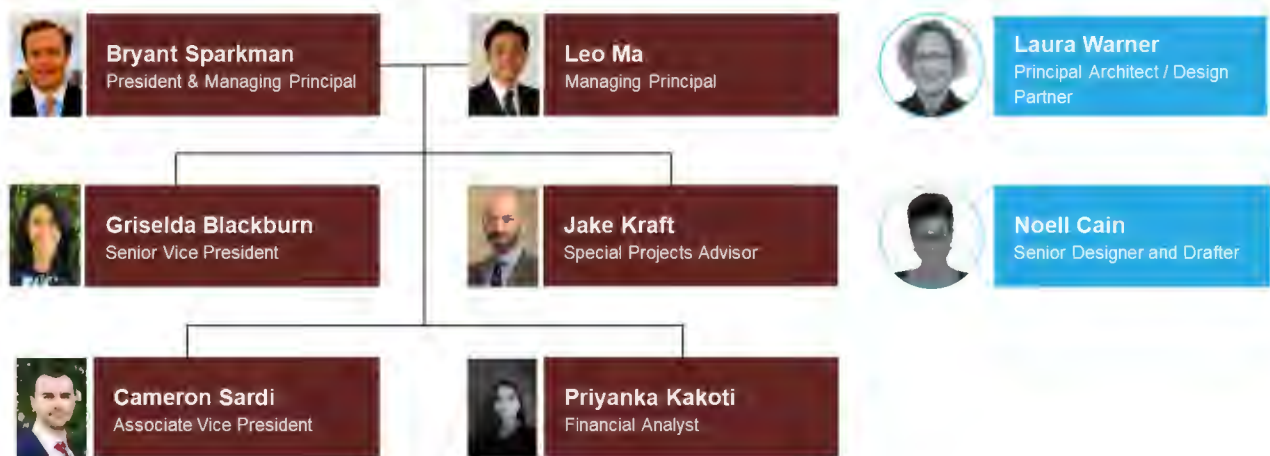 Bryant Sparkman
President & Managing Principal
Leo Ma
Managing Principal
Laura Warner
Principal Architect / Design
Partner
Griselda Blackburn
Senior Vice President
Jake Kraft
Special Projects Advisor
Noell Cain
Senior Designer and Drafter
Cameron Sardi
Associate Vice President
Priyanka Kakoti
Financial Analyst